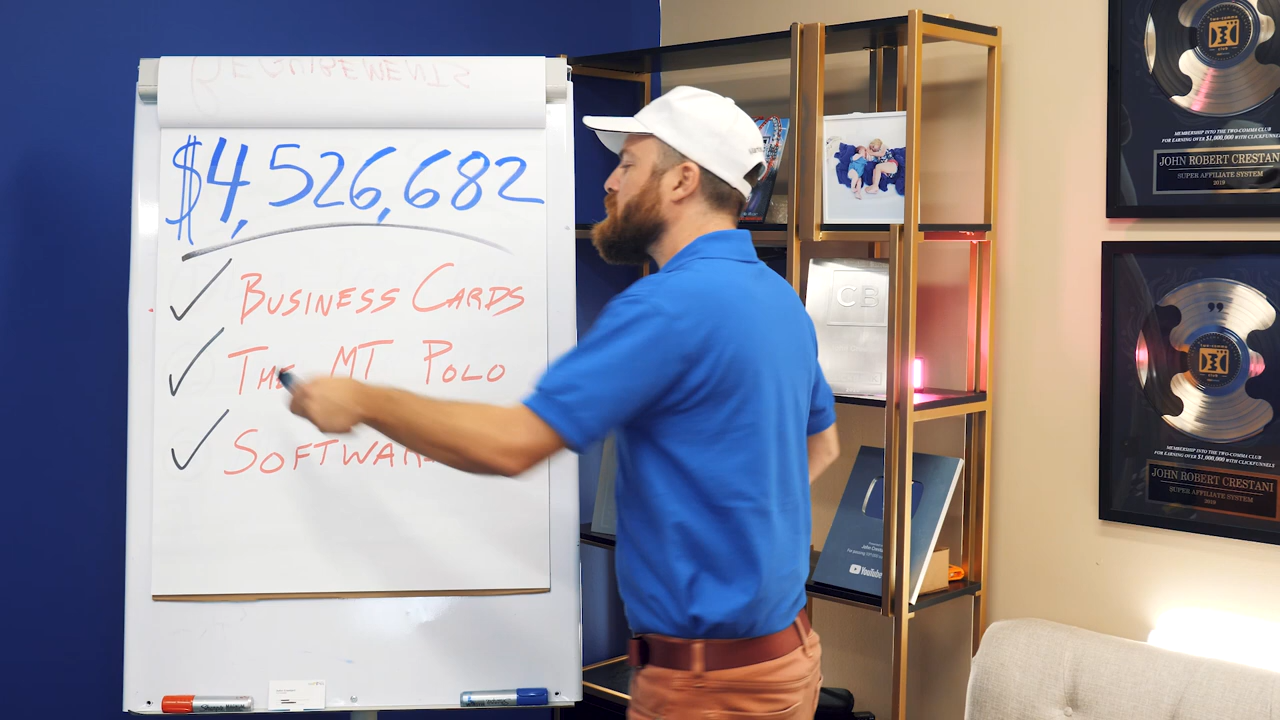 REQUIREMENTS
$4,526,682
BUSINESS CARDS
THE MT POLO
SOFTWAR
CB
YouTube
MEMBERSHIP INTO THE TWO-COMMA CLUB
FOR EARNING OVER $1,000,000 WITH CLICKFUNNELS
JOHN ROBERT CRESTANI
SUPER AFFILIATE SYSTEM
2019
MEMBERSHIP INTO THE TWO-COMMA CLUB
FOR EARNING OVER $1,000,000 WITH CLICKFUNNELS
JOHN ROBERT CRESTANI
SUPER AFFILIATE SYSTEM